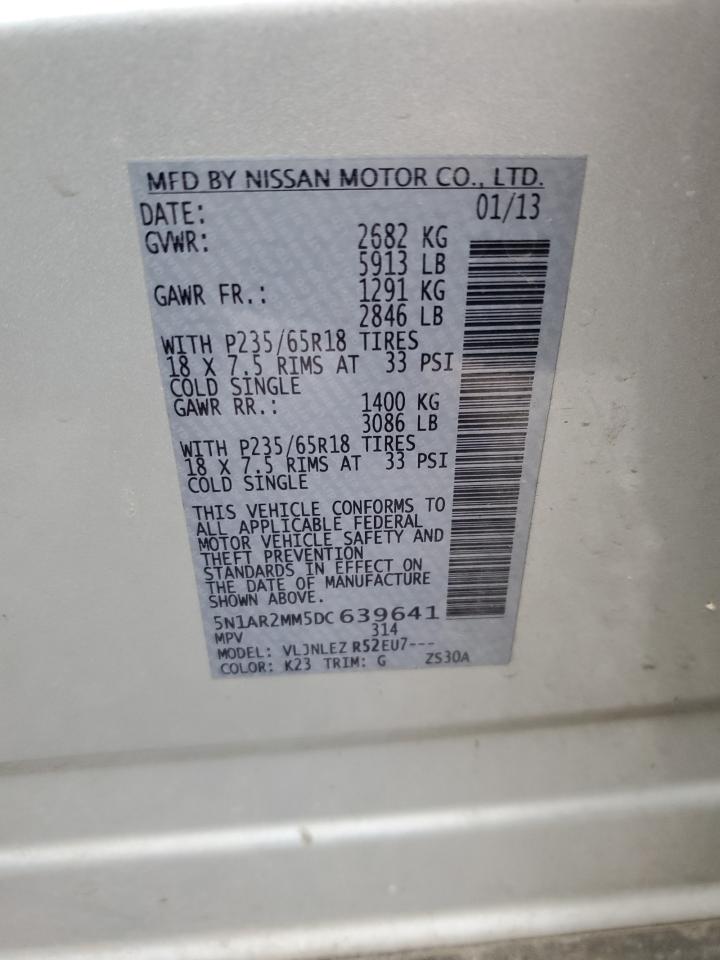 MFD BY NISSAN MOTOR CO., LTD.
DATE: 01/13
GVWR: 2682 KG
5913 LB
GAWR FR.: 1291 KG
2846 LB
WITH P235/65R18 TIRES
18 X 7.5 RIMS AT 33 PSI
COLD SINGLE
GAWR RR.: 1400 KG
3086 LB
WITH P235/65R18 TIRES
18 X 7.5 RIMS AT 33 PSI
COLD SINGLE
THIS VEHICLE CONFORMS TO
ALL APPLICABLE FEDERAL
MOTOR VEHICLE SAFETY AND
THEFT PREVENTION
STANDARDS IN EFFECT ON
THE DATE OF MANUFACTURE
SHOWN ABOVE.
5N1AR2MM5DC639641
MPV 314
MODEL: VLJNLEZ R52EU7---
COLOR: K23 TRIM: G ZS30A